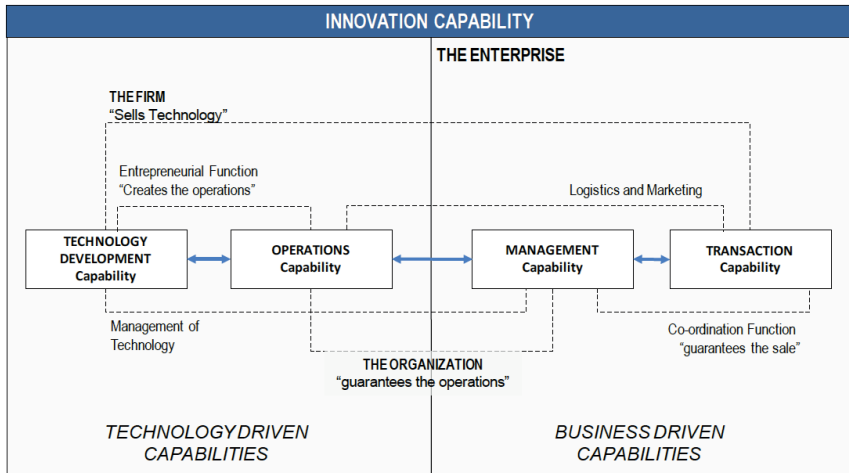 INNOVATION CAPABILITY
THE ENTERPRISE
THE FIRM
“Sells Technology”
Entrepreneurial Function
“Creates the operations”
Logistics and Marketing
TECHNOLOGY
DEVELOPMENT
Capability
OPERATIONS
Capability
MANAGEMENT
Capability
TRANSACTION
Capability
Management of
Technology
Co-ordination Function
“guarantees the sale”
THE ORGANIZATION
“guarantees the operations”
TECHNOLOGY DRIVEN
CAPABILITIES
BUSINESS DRIVEN
CAPABILITIES